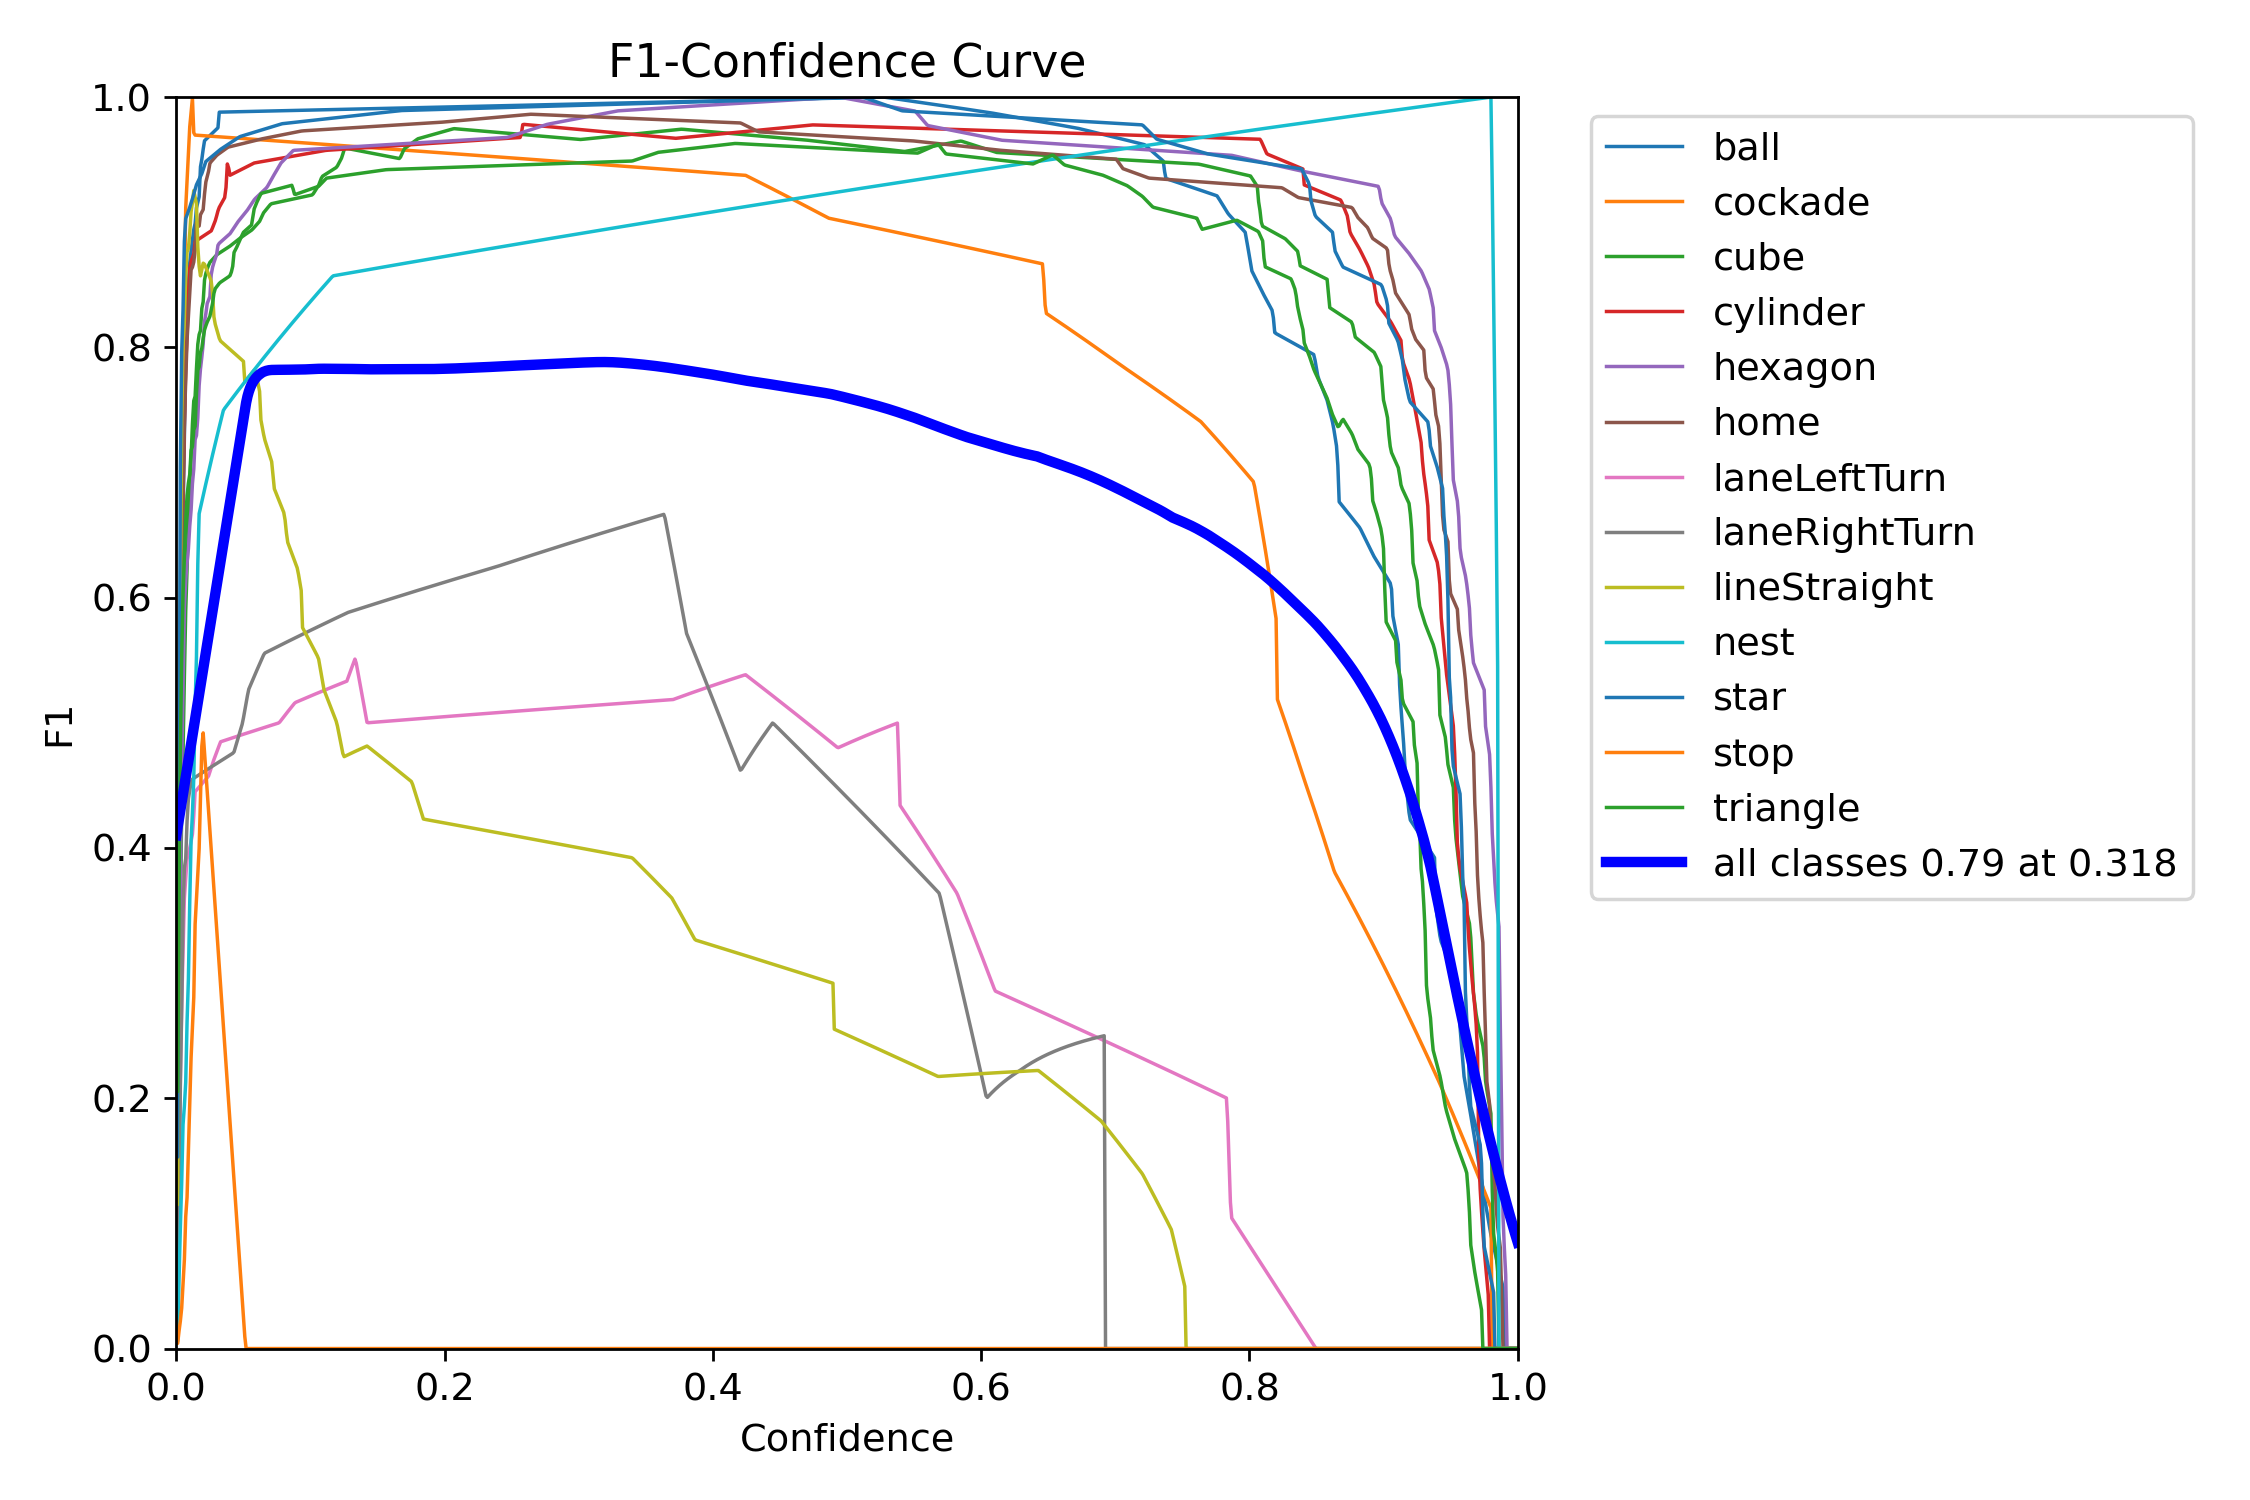 F1-Confidence Curve
1.0
0.8
0.6
0.4
0.2
0.0
F1
0.0 0.2 0.4 0.6 0.8 1.0
Confidence
ball
cockade
cube
cylinder
hexagon
home
laneLeftTurn
laneRightTurn
lineStraight
nest
star
stop
triangle
all classes 0.79 at 0.318